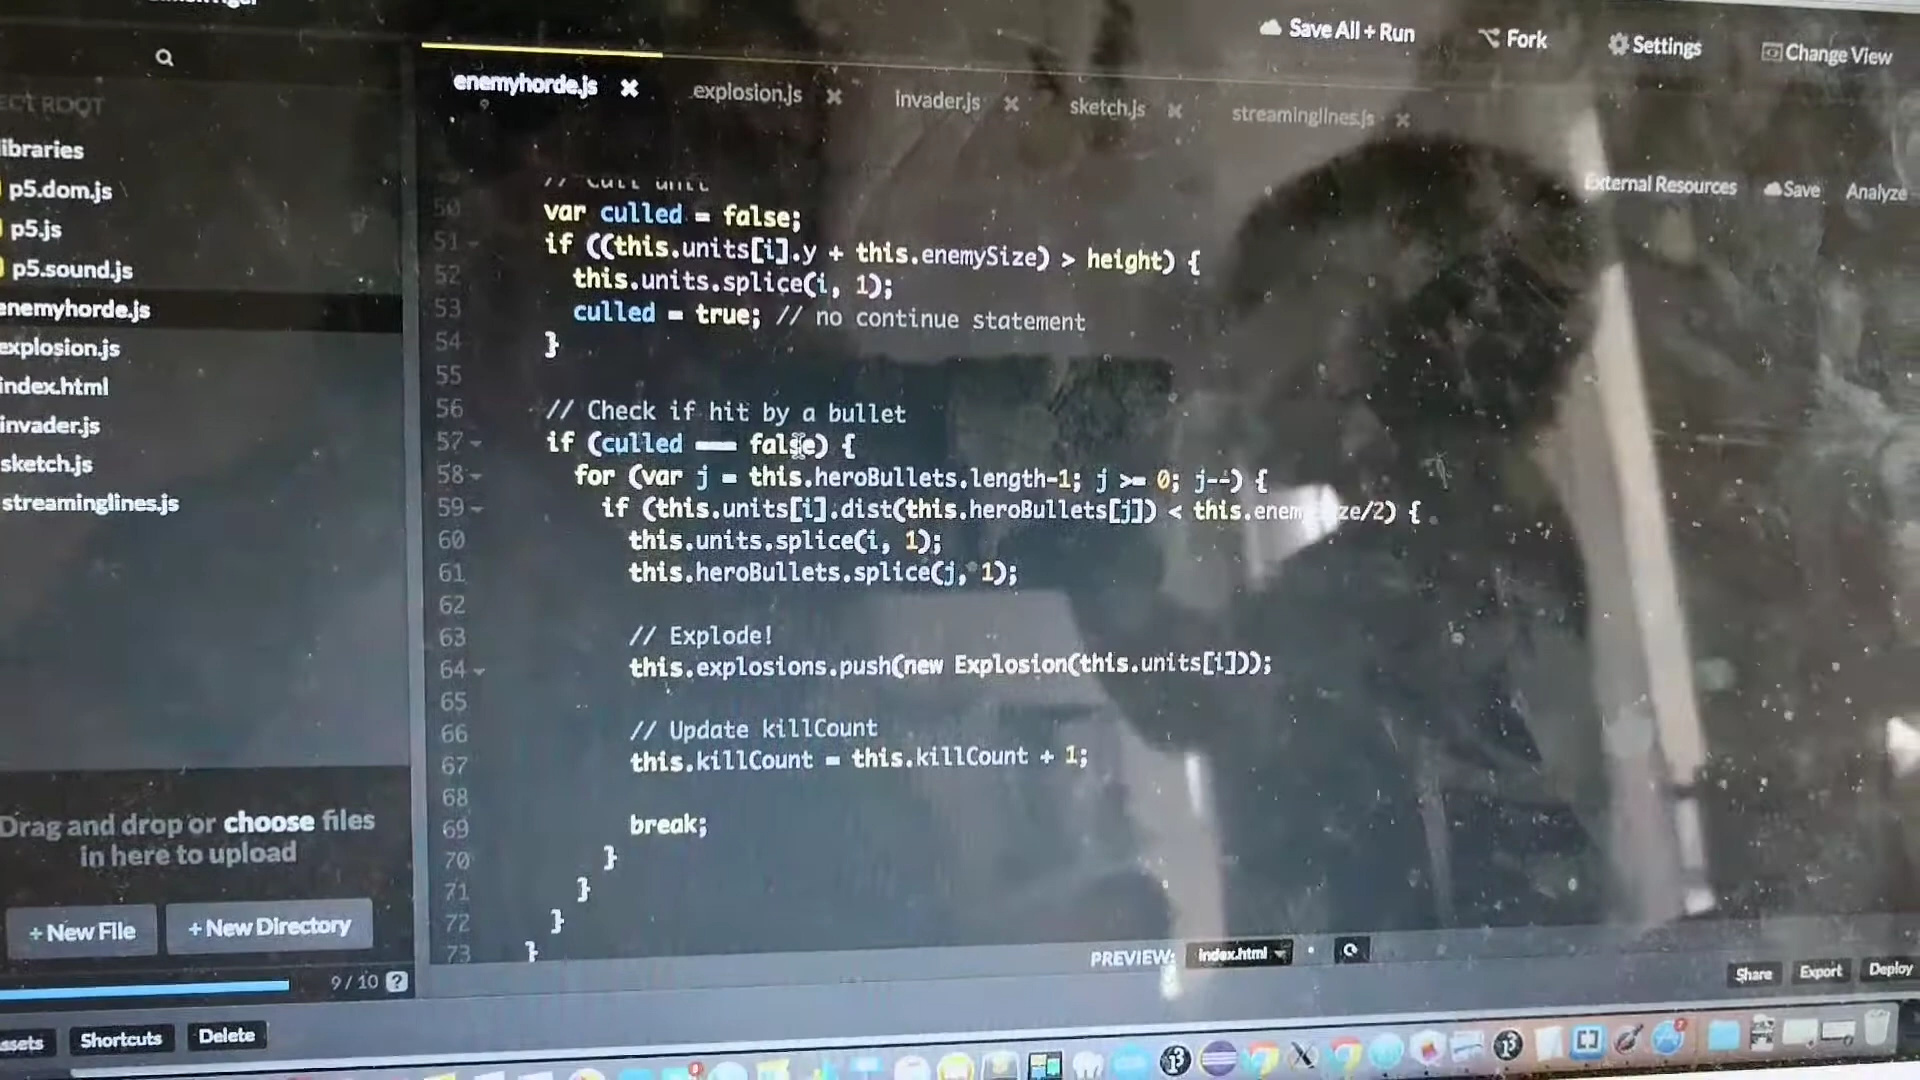 Save All + Run
Fork
Settings
Change View
enemyhorde.js
explosion.js
invader.js
sketch.js
streaminglines.js
External Resources
Save
Analyze
ECT ROOT
ibraries
p5.dom.js
p5.js
p5.sound.js
enemyhorde.js
explosion.js
index.html
invader.js
sketch.js
streaminglines.js
// Cull unit
50 var culled = false;
51 if ((this.units[i].y + this.enemySize) > height) {
52 this.units.splice(i, 1);
53 culled = true; // no continue statement
54 }
55
56 // Check if hit by a bullet
57 if (culled === false) {
58 for (var j = this.heroBullets.length-1; j >= 0; j--) {
59 if (this.units[i].dist(this.heroBullets[j]) < this.enemySize/2) {
60 this.units.splice(i, 1);
61 this.heroBullets.splice(j, 1);
62
63 // Explode!
64 this.explosions.push(new Explosion(this.units[i]));
65
66 // Update killCount
67 this.killCount = this.killCount + 1;
68
69 break;
70 }
71 }
72 }
73 }
Drag and drop or choose files
in here to upload
+ New File
+ New Directory
9 / 10 ?
ssets
Shortcuts
Delete
PREVIEW:
index.html
Share
Export
Deploy